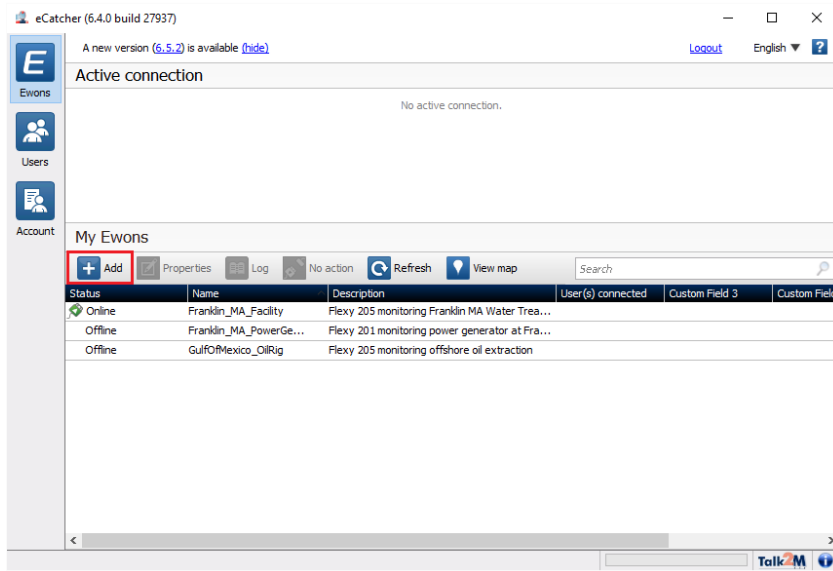 eCatcher (6.4.0 build 27937)
A new version (6.5.2) is available (hide)
Logout
English
?
E
Ewons
Users
Account
Active connection
No active connection.
My Ewons
Add
Properties
Log
No action
Refresh
View map
Search
Status Name Description User(s) connected Custom Field 3 Custom Field
Online Franklin_MA_Facility Flexy 205 monitoring Franklin MA Water Trea...
Offline Franklin_MA_PowerGe... Flexy 201 monitoring power generator at Fra...
Offline GulfOfMexico_OilRig Flexy 205 monitoring offshore oil extraction
Talk2M